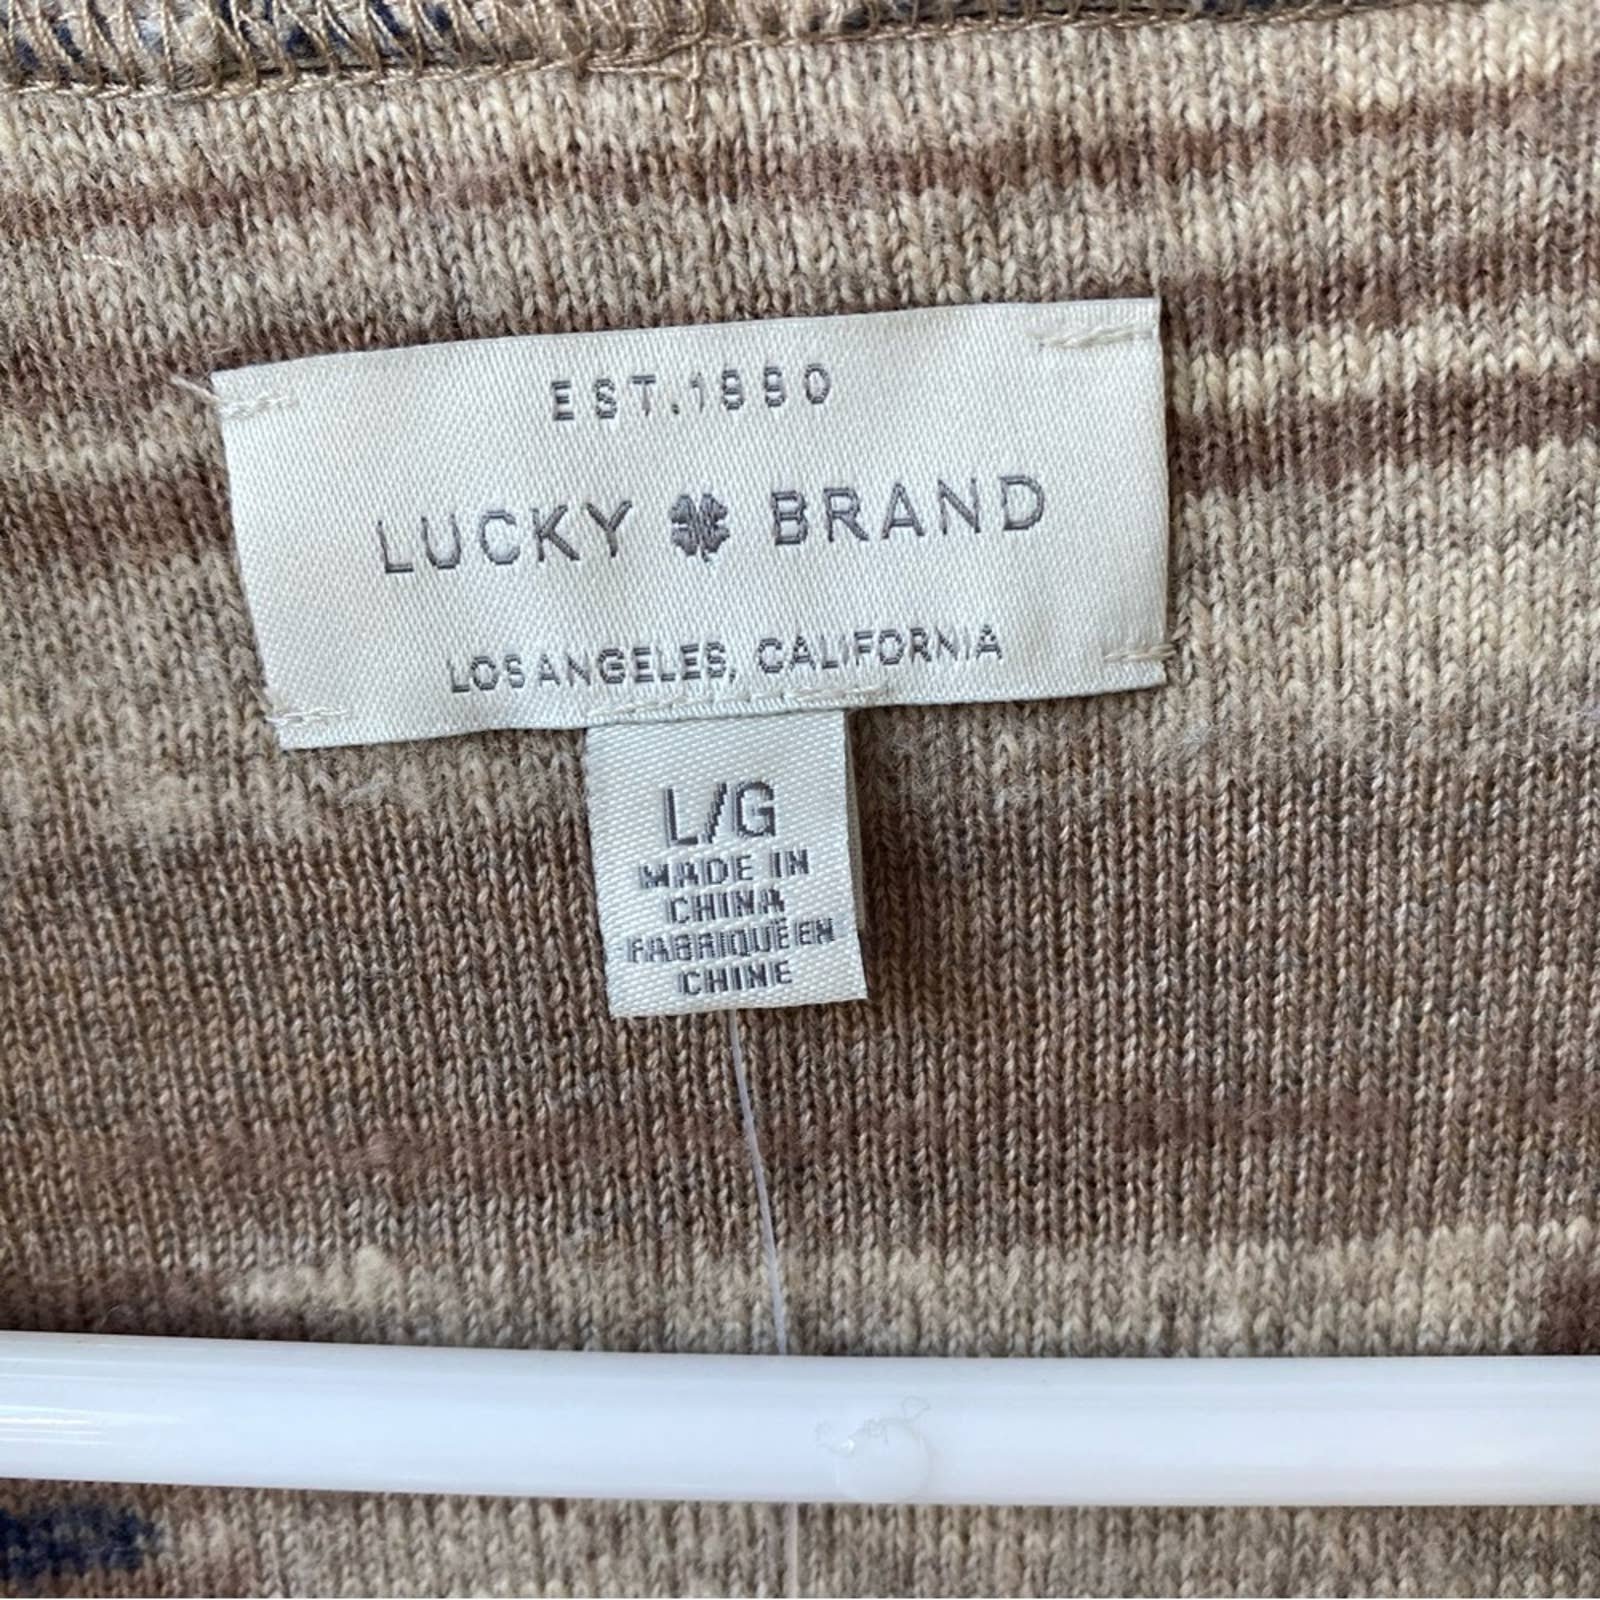 EST.1990
LUCKY BRAND
LOS ANGELES, CALIFORNIA
L/G
MADE IN
CHINA
FABRIQUÉ EN
CHINE